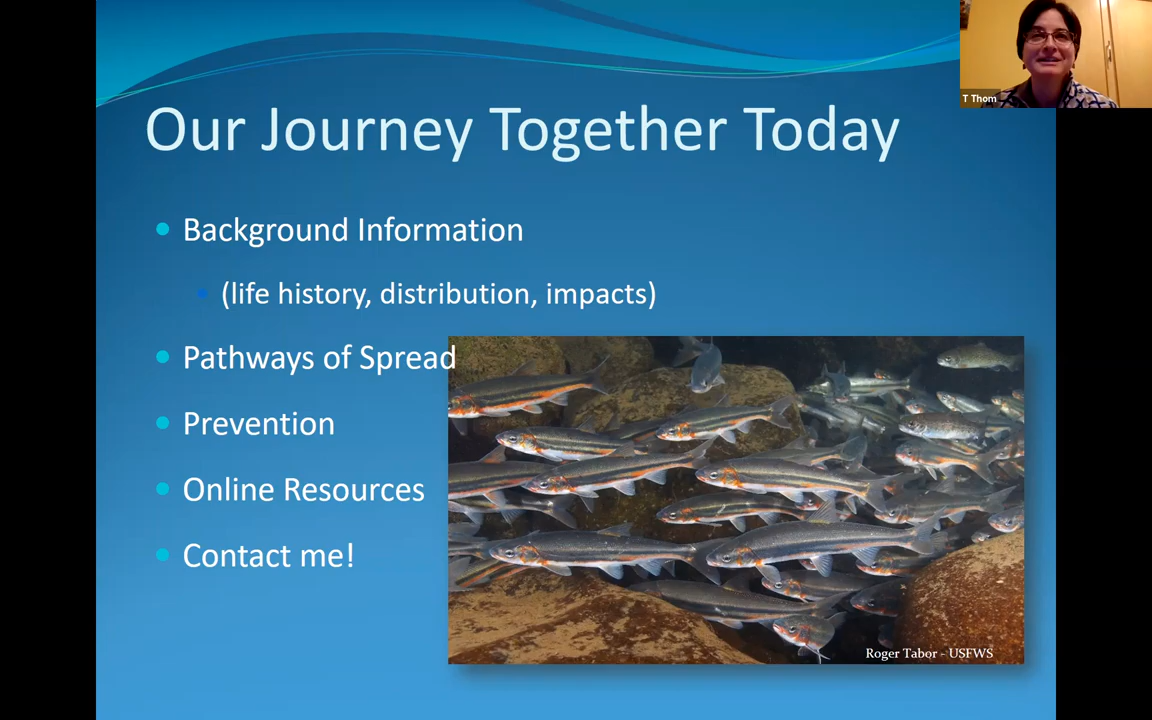 T Thom
Our Journey Together Today
Background Information
(life history, distribution, impacts)
Pathways of Spread
Prevention
Online Resources
Contact me!
Roger Tabor - USFWS